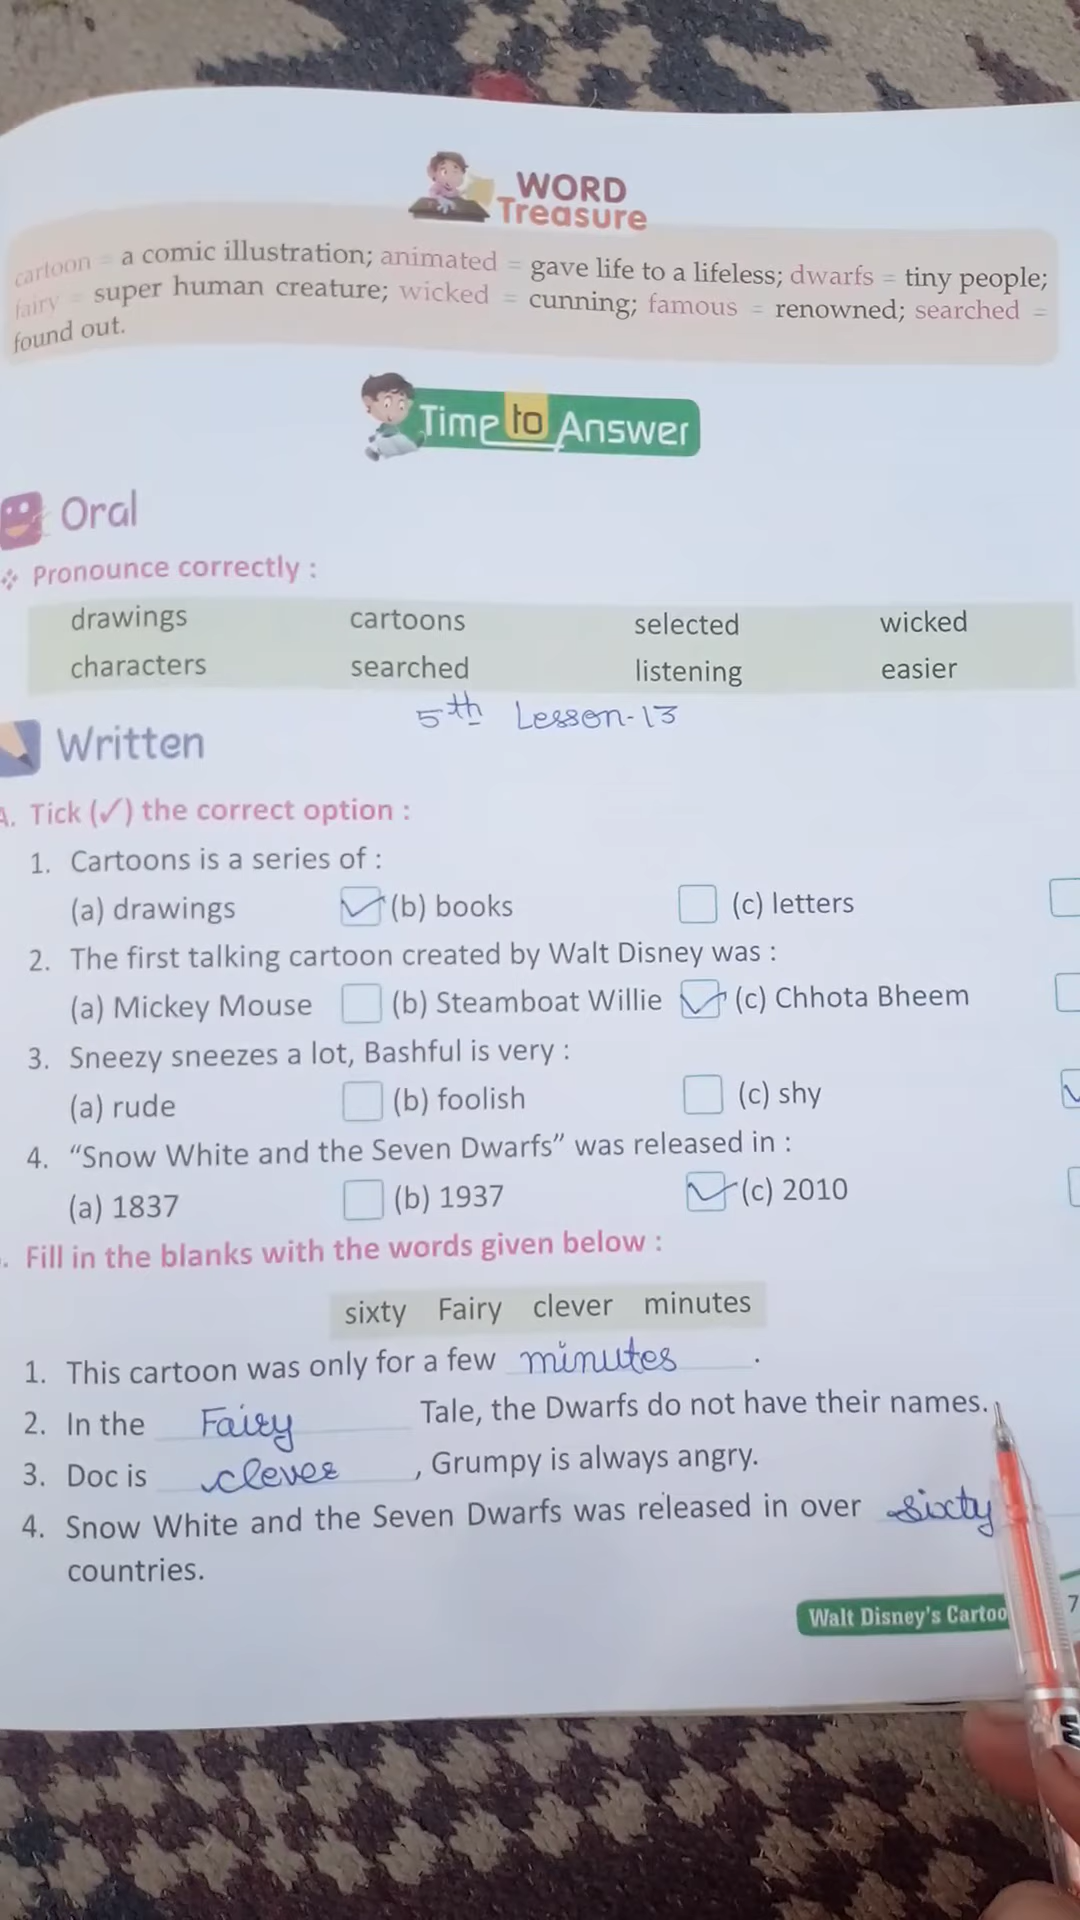 WORD
Treasure
cartoon = a comic illustration; animated = gave life to a lifeless; dwarfs = tiny people;
fairy = super human creature; wicked = cunning; famous = renowned; searched =
found out.
Time to Answer
Oral
Pronounce correctly :
drawings cartoons selected wicked
characters searched listening easier
5th Lesson-13
Written
A. Tick (✓) the correct option :
1. Cartoons is a series of :
(a) drawings ✓ (b) books (c) letters
2. The first talking cartoon created by Walt Disney was :
(a) Mickey Mouse (b) Steamboat Willie ✓ (c) Chhota Bheem
3. Sneezy sneezes a lot, Bashful is very :
(a) rude (b) foolish (c) shy ✓
4. “Snow White and the Seven Dwarfs” was released in :
(a) 1837 (b) 1937 ✓ (c) 2010
. Fill in the blanks with the words given below :
sixty Fairy clever minutes
1. This cartoon was only for a few minutes .
2. In the Fairy Tale, the Dwarfs do not have their names.
3. Doc is clever , Grumpy is always angry.
4. Snow White and the Seven Dwarfs was released in over sixty
countries.
Walt Disney's Cartoo 7